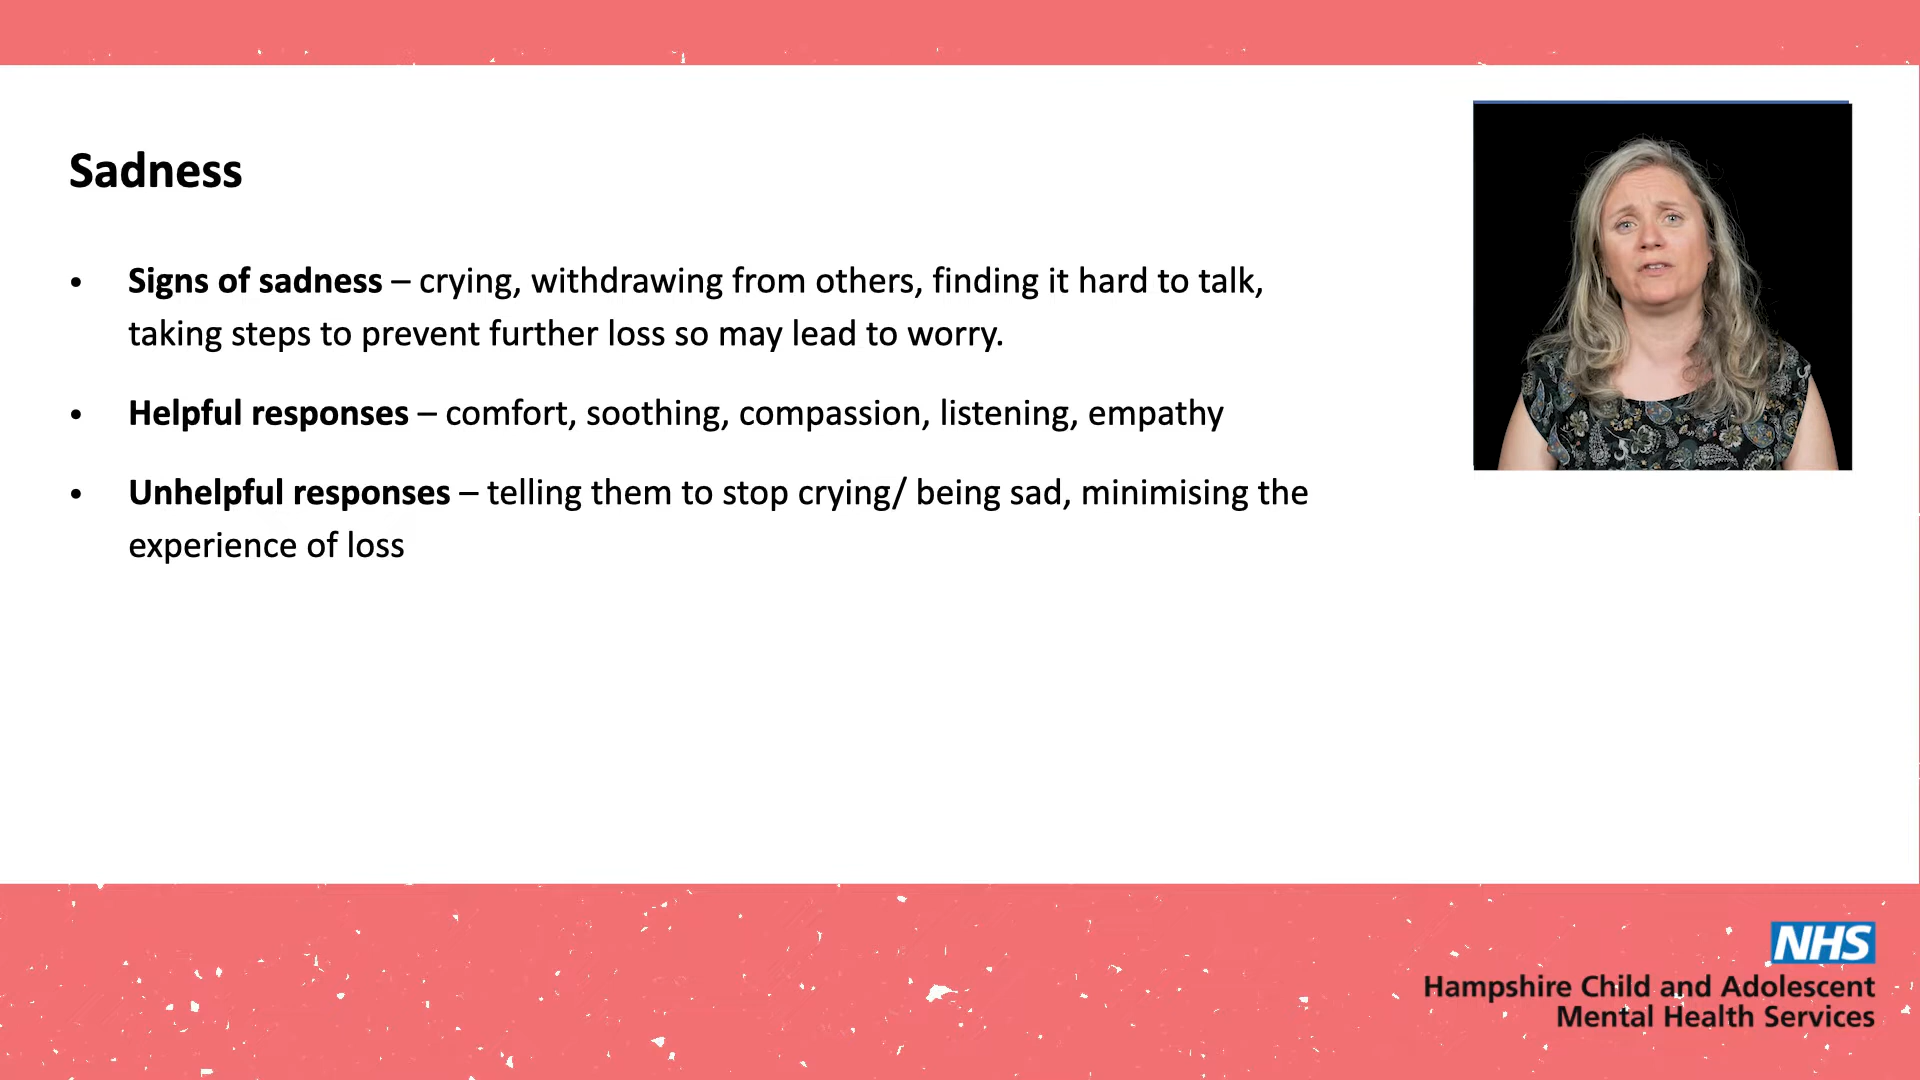 Sadness
• Signs of sadness – crying, withdrawing from others, finding it hard to talk,
taking steps to prevent further loss so may lead to worry.
• Helpful responses – comfort, soothing, compassion, listening, empathy
• Unhelpful responses – telling them to stop crying/ being sad, minimising the
experience of loss
NHS
Hampshire Child and Adolescent
Mental Health Services